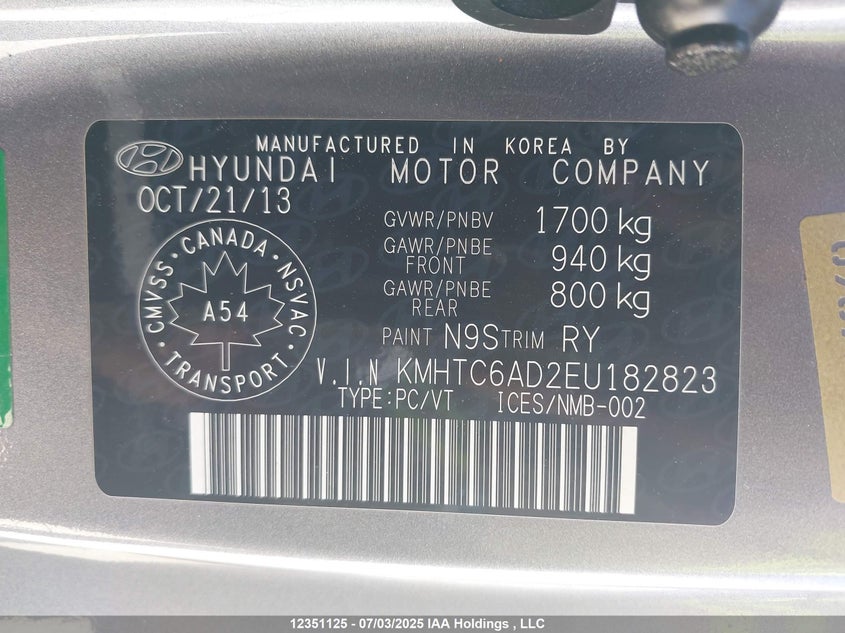 MANUFACTURED IN KOREA BY
HYUNDAI MOTOR COMPANY
OCT/21/13
GVWR/PNBV 1700 kg
GAWR/PNBE FRONT 940 kg
GAWR/PNBE REAR 800 kg
CMVSS · CANADA · NSVAC
A54
TRANSPORT
PAINT N9S TRIM RY
V.I.N KMHTC6AD2EU182823
TYPE:PC/VT ICES/NMB-002
12351125 - 07/03/2025 IAA Holdings , LLC